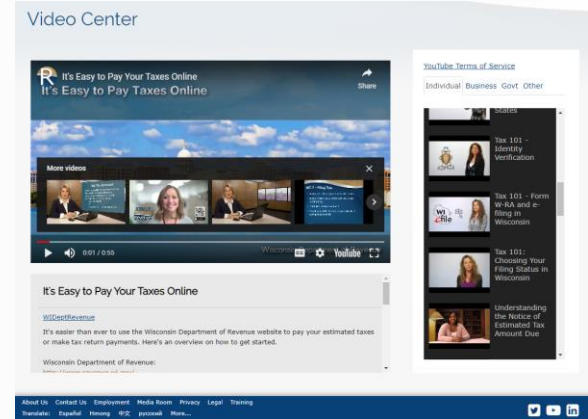 Video Center
It's Easy to Pay Your Taxes Online
It's Easy to Pay Taxes Online
Share
More videos
0:01 / 0:50
YouTube
It's Easy to Pay Your Taxes Online
WIDeptRevenue
It's easier than ever to use the Wisconsin Department of Revenue website to pay your estimated taxes
or make tax return payments. Here's an overview on how to get started.
Wisconsin Department of Revenue:
YouTube Terms of Service
Individual Business Govt Other
States
Tax 101 -
Identity
Verification
Tax 101 - Form
W-RA and e-
filing in
Wisconsin
Tax 101:
Choosing Your
Filing Status in
Wisconsin
Understanding
the Notice of
Estimated Tax
Amount Due
About Us Contact Us Employment Media Room Privacy Legal Training
Translate: Español Hmong 中文 русский More...